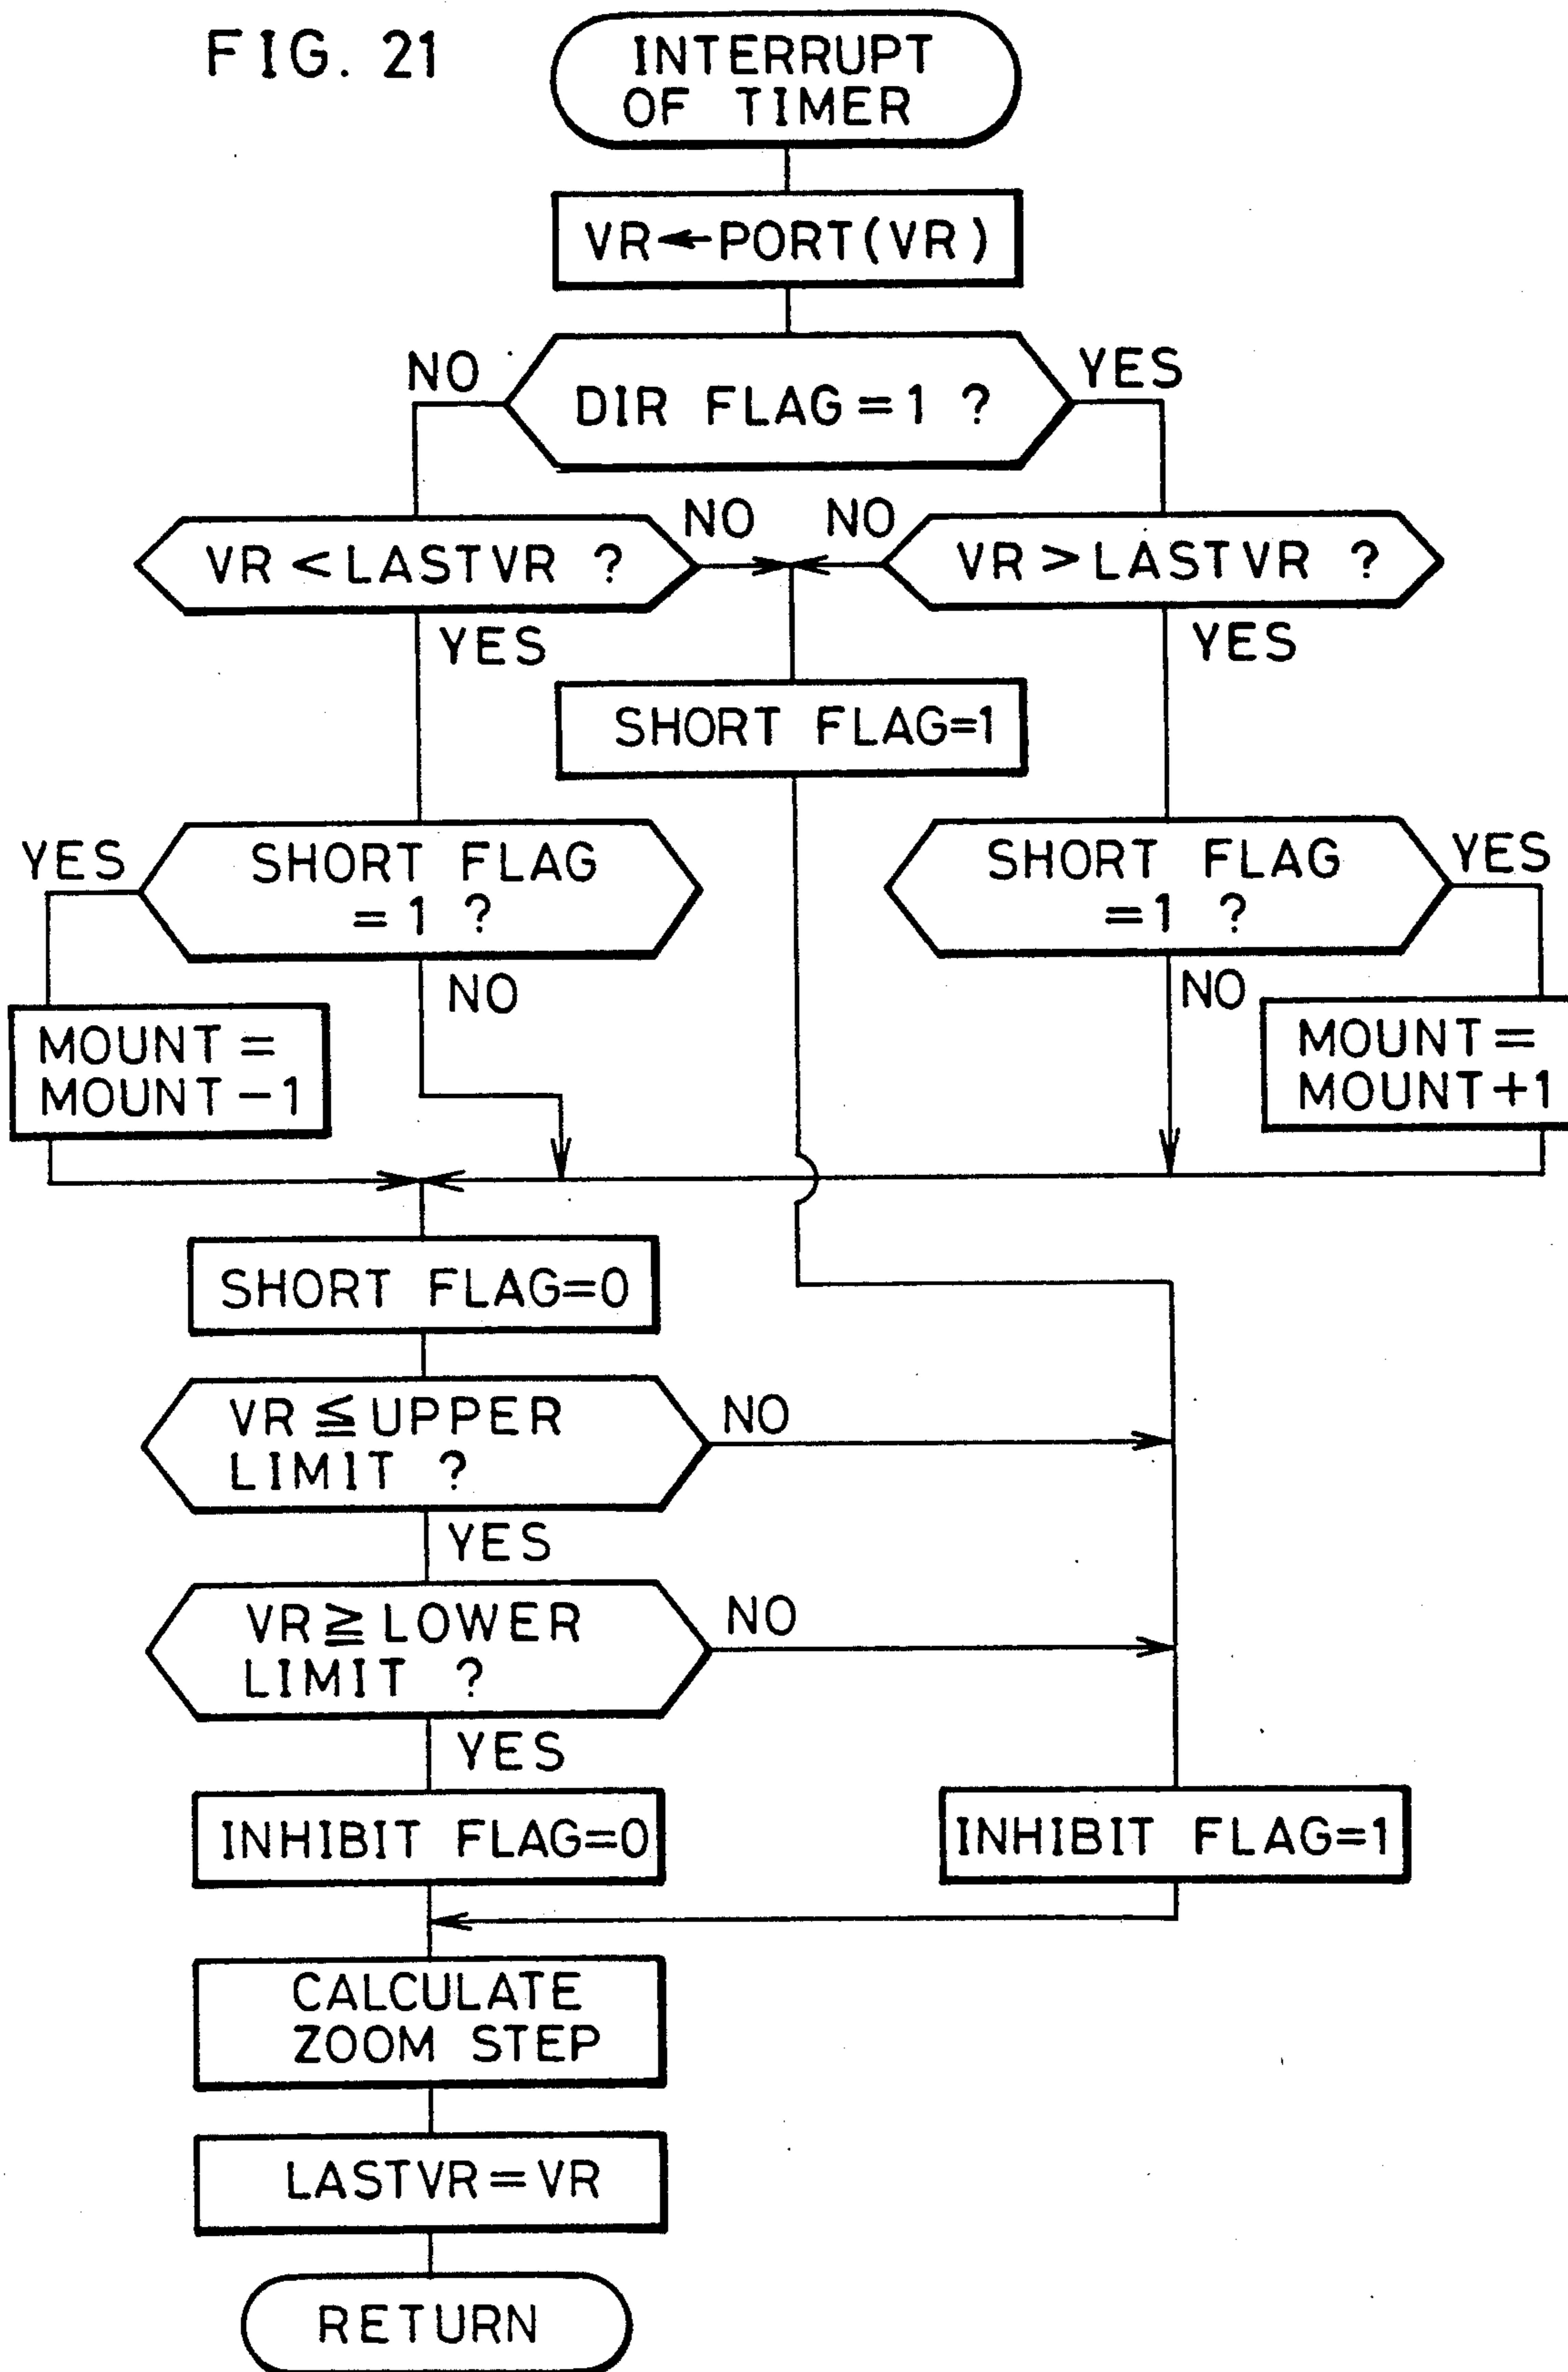 FIG. 21
INTERRUPT
OF TIMER
VR←PORT(VR)
NO
YES
DIR FLAG=1 ?
NO
NO
VR<LASTVR ?
VR>LASTVR ?
YES
YES
SHORT FLAG=1
YES
SHORT FLAG
=1 ?
SHORT FLAG
=1 ?
YES
NO
NO
MOUNT=
MOUNT-1
MOUNT=
MOUNT+1
SHORT FLAG=0
VR≦UPPER
LIMIT ?
NO
YES
VR≧LOWER
LIMIT ?
NO
YES
INHIBIT FLAG=0
INHIBIT FLAG=1
CALCULATE
ZOOM STEP
LASTVR=VR
RETURN